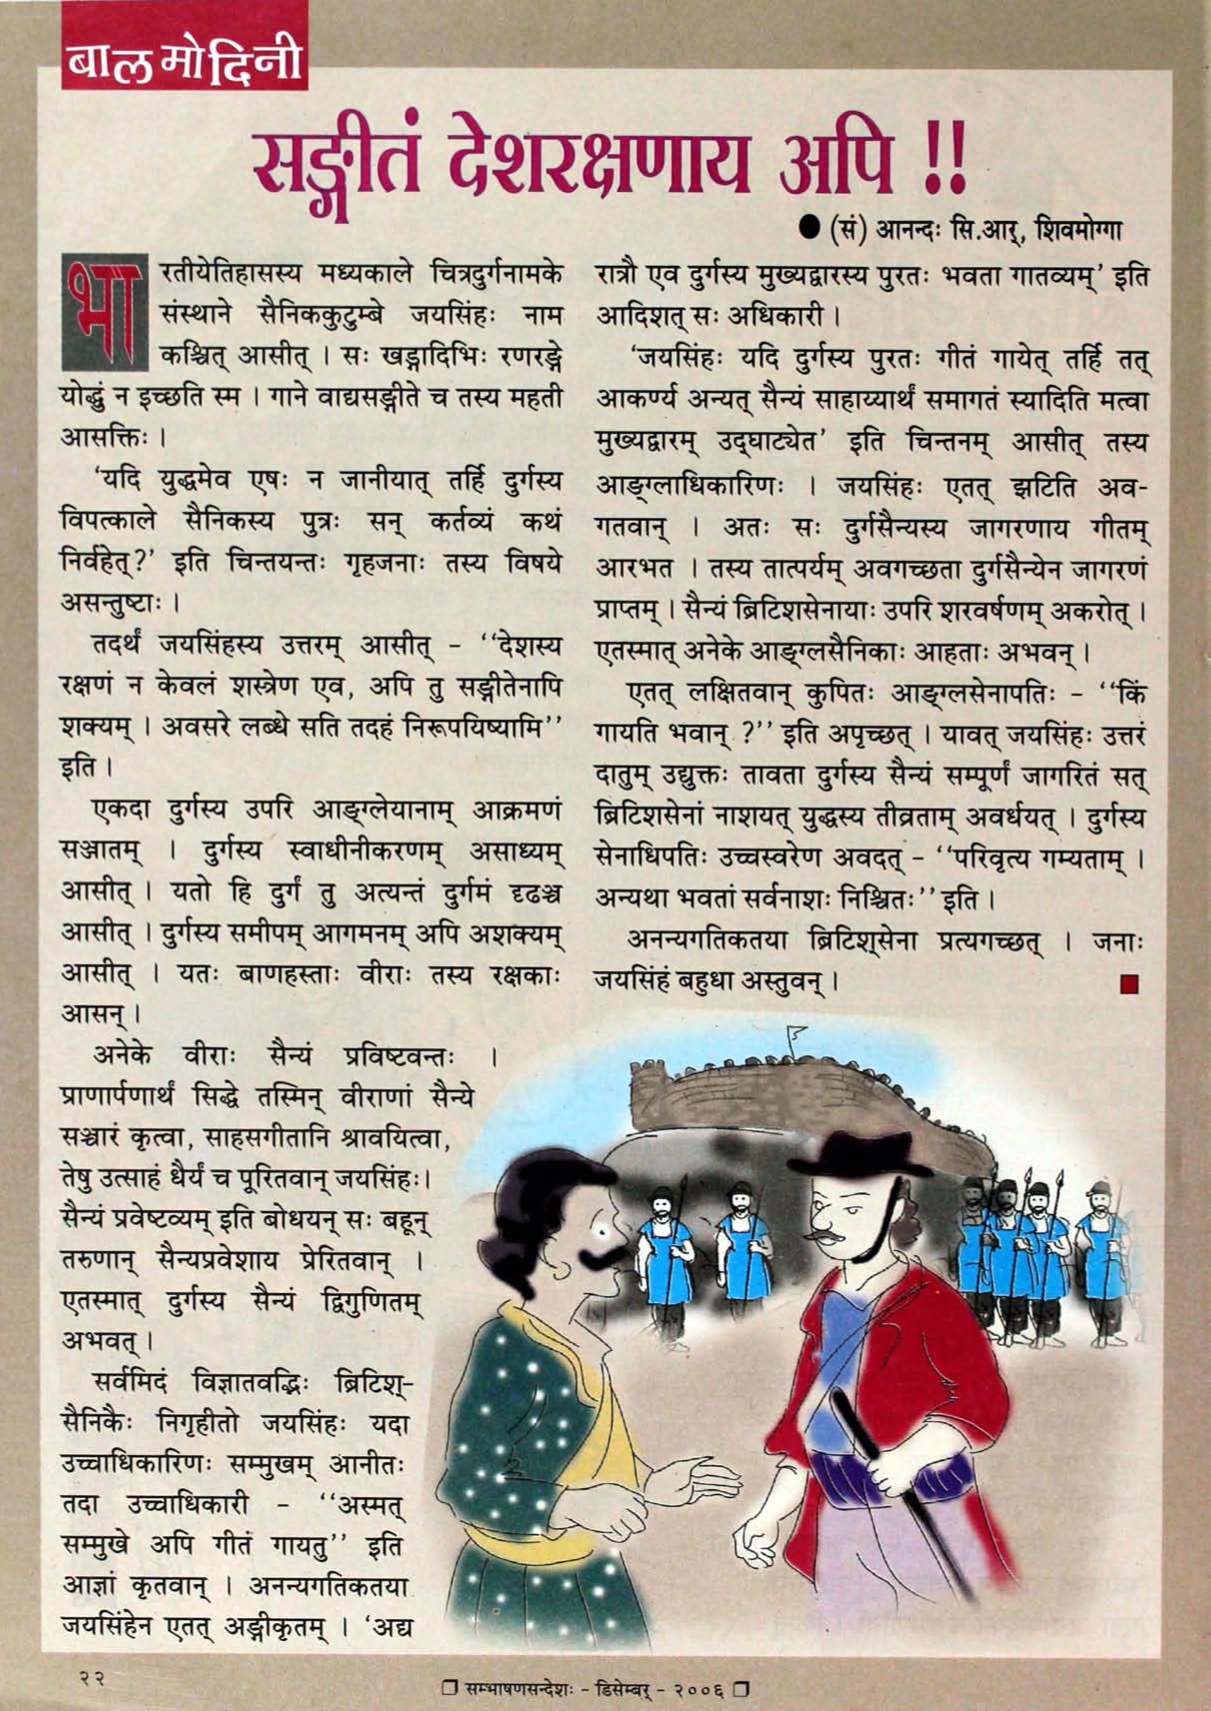 बालमोदिनी
सङ्गीतं देशरक्षणाय अपि !!
● (सं) आनन्दः सि.आर्, शिवमोग्गा
भारतीयेतिहासस्य मध्यकाले चित्रदुर्गनामके
संस्थाने सैनिककुटुम्बे जयसिंहः नाम
कश्चित् आसीत् । सः खड्गादिभिः रणरङ्गे
योद्धुं न इच्छति स्म । गाने वाद्यसङ्गीते च तस्य महती
आसक्तिः ।
‘यदि युद्धमेव एषः न जानीयात् तर्हि दुर्गस्य
विपत्काले सैनिकस्य पुत्रः सन् कर्तव्यं कथं
निर्वहेत्?’ इति चिन्तयन्तः गृहजनाः तस्य विषये
असन्तुष्टाः ।
तदर्थं जयसिंहस्य उत्तरम् आसीत् - ‘‘देशस्य
रक्षणं न केवलं शस्त्रेण एव, अपि तु सङ्गीतेनापि
शक्यम् । अवसरे लब्धे सति तदहं निरूपयिष्यामि’’
इति ।
एकदा दुर्गस्य उपरि आङ्ग्लेयानाम् आक्रमणं
सञ्जातम् । दुर्गस्य स्वाधीनीकरणम् असाध्यम्
आसीत् । यतो हि दुर्गं तु अत्यन्तं दुर्गमं दृढञ्च
आसीत् । दुर्गस्य समीपम् आगमनम् अपि अशक्यम्
आसीत् । यतः बाणहस्ताः वीराः तस्य रक्षकाः
आसन् ।
अनेके वीराः सैन्यं प्रविष्टवन्तः ।
प्राणार्पणार्थं सिद्धे तस्मिन् वीराणां सैन्ये
सञ्चारं कृत्वा, साहसगीतानि श्रावयित्वा,
तेषु उत्साहं धैर्यं च पूरितवान् जयसिंहः।
सैन्यं प्रवेष्टव्यम् इति बोधयन् सः बहून्
तरुणान् सैन्यप्रवेशाय प्रेरितवान् ।
एतस्मात् दुर्गस्य सैन्यं द्विगुणितम्
अभवत् ।
सर्वमिदं विज्ञातवद्भिः ब्रिटिश्-
सैनिकैः निगृहीतो जयसिंहः यदा
उच्चाधिकारिणः सम्मुखम् आनीतः
तदा उच्चाधिकारी - ‘‘अस्मत्
सम्मुखे अपि गीतं गायतु’’ इति
आज्ञां कृतवान् । अनन्यगतिकतया
जयसिंहेन एतत् अङ्गीकृतम् । ‘अद्य
रात्रौ एव दुर्गस्य मुख्यद्वारस्य पुरतः भवता गातव्यम्’ इति
आदिशत् सः अधिकारी ।
‘जयसिंहः यदि दुर्गस्य पुरतः गीतं गायेत् तर्हि तत्
आकर्ण्य अन्यत् सैन्यं साहाय्यार्थं समागतं स्यादिति मत्वा
मुख्यद्वारम् उद्घाट्येत’ इति चिन्तनम् आसीत् तस्य
आङ्ग्लाधिकारिणः । जयसिंहः एतत् झटिति अव-
गतवान् । अतः सः दुर्गसैन्यस्य जागरणाय गीतम्
आरभत । तस्य तात्पर्यम् अवगच्छता दुर्गसैन्येन जागरणं
प्राप्तम् । सैन्यं ब्रिटिशसेनायाः उपरि शरवर्षणम् अकरोत् ।
एतस्मात् अनेके आङ्ग्लसैनिकाः आहताः अभवन् ।
एतत् लक्षितवान् कुपितः आङ्ग्लसेनापतिः - ‘‘किं
गायति भवान् ?’’ इति अपृच्छत् । यावत् जयसिंहः उत्तरं
दातुम् उद्युक्तः तावता दुर्गस्य सैन्यं सम्पूर्णं जागरितं सत्
ब्रिटिशसेनां नाशयत् युद्धस्य तीव्रताम् अवर्धयत् । दुर्गस्य
सेनाधिपतिः उच्चस्वरेण अवदत् - ‘‘परिवृत्य गम्यताम् ।
अन्यथा भवतां सर्वनाशः निश्चितः’’ इति ।
अनन्यगतिकतया ब्रिटिश्सेना प्रत्यगच्छत् । जनाः
जयसिंहं बहुधा अस्तुवन् ।
२२
❐ सम्भाषणसन्देशः - डिसेम्बर् - २००६ ❐